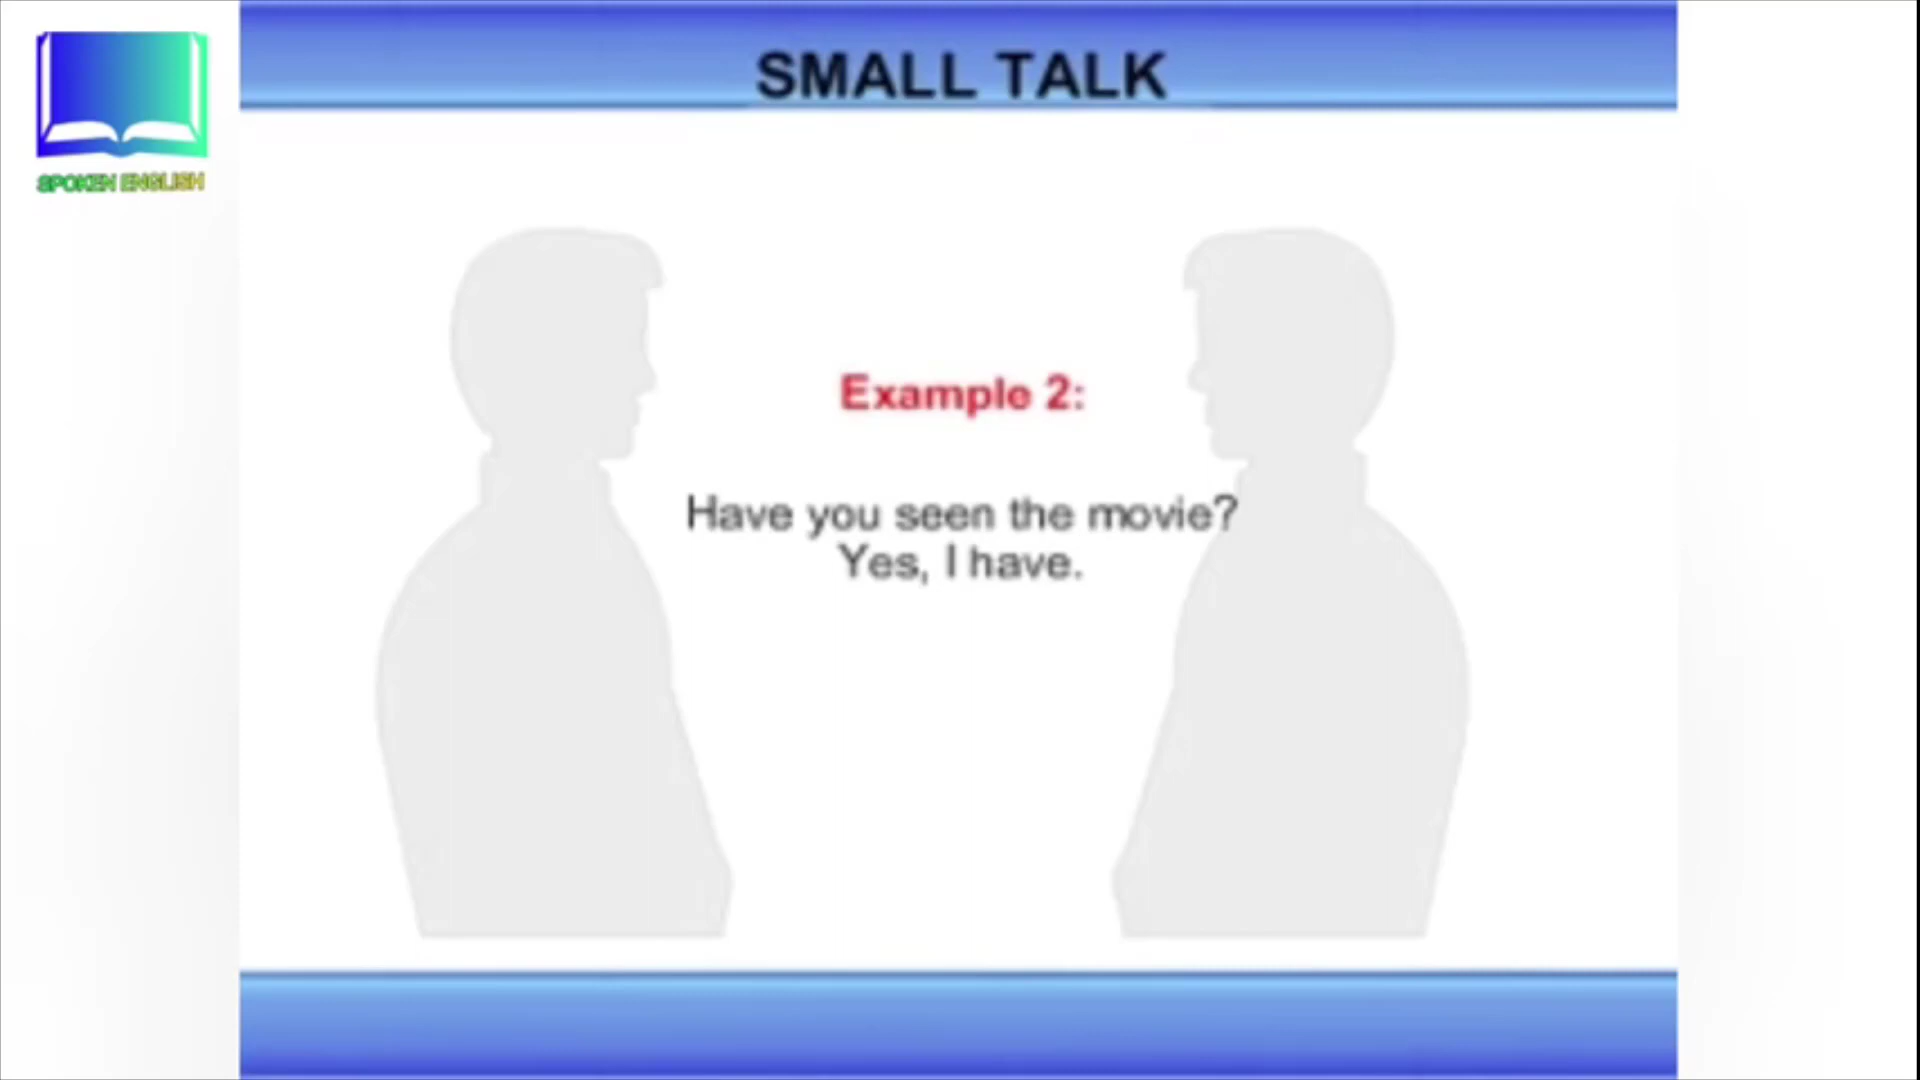 SMALL TALK
SPOKEN ENGLISH
Example 2:
Have you seen the movie?
Yes, I have.